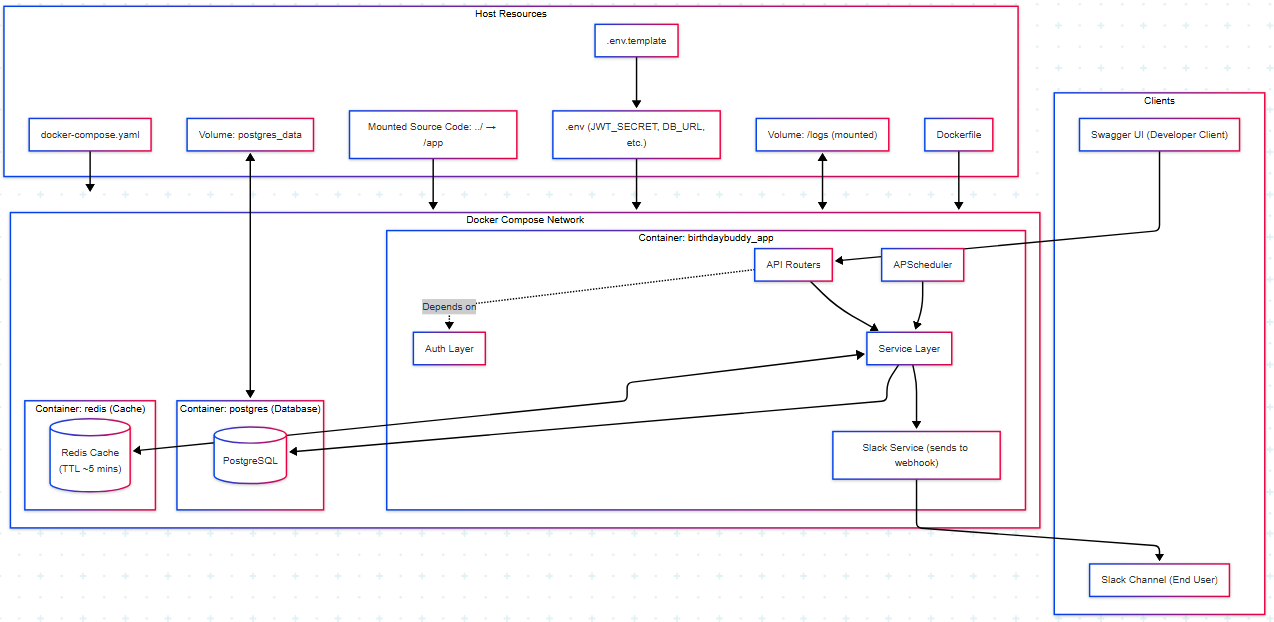 Host Resources
.env.template
docker-compose.yaml
Volume: postgres_data
Mounted Source Code: ../ →
/app
.env (JWT_SECRET, DB_URL,
etc.)
Volume: /logs (mounted)
Dockerfile
Clients
Swagger UI (Developer Client)
Docker Compose Network
Container: birthdaybuddy_app
API Routers
APScheduler
Depends on
Auth Layer
Service Layer
Container: redis (Cache)
Redis Cache
(TTL ~5 mins)
Container: postgres (Database)
PostgreSQL
Slack Service (sends to
webhook)
Slack Channel (End User)